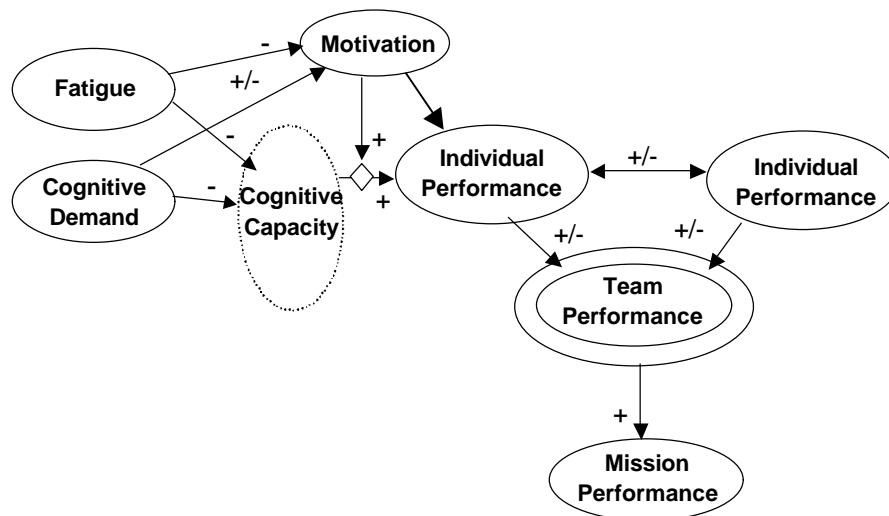 Motivation
-
+/-
Fatigue
-
+
Cognitive
Demand
-
Cognitive
Capacity
+
Individual
Performance
+/-
Individual
Performance
+/-
+/-
Team
Performance
+
Mission
Performance